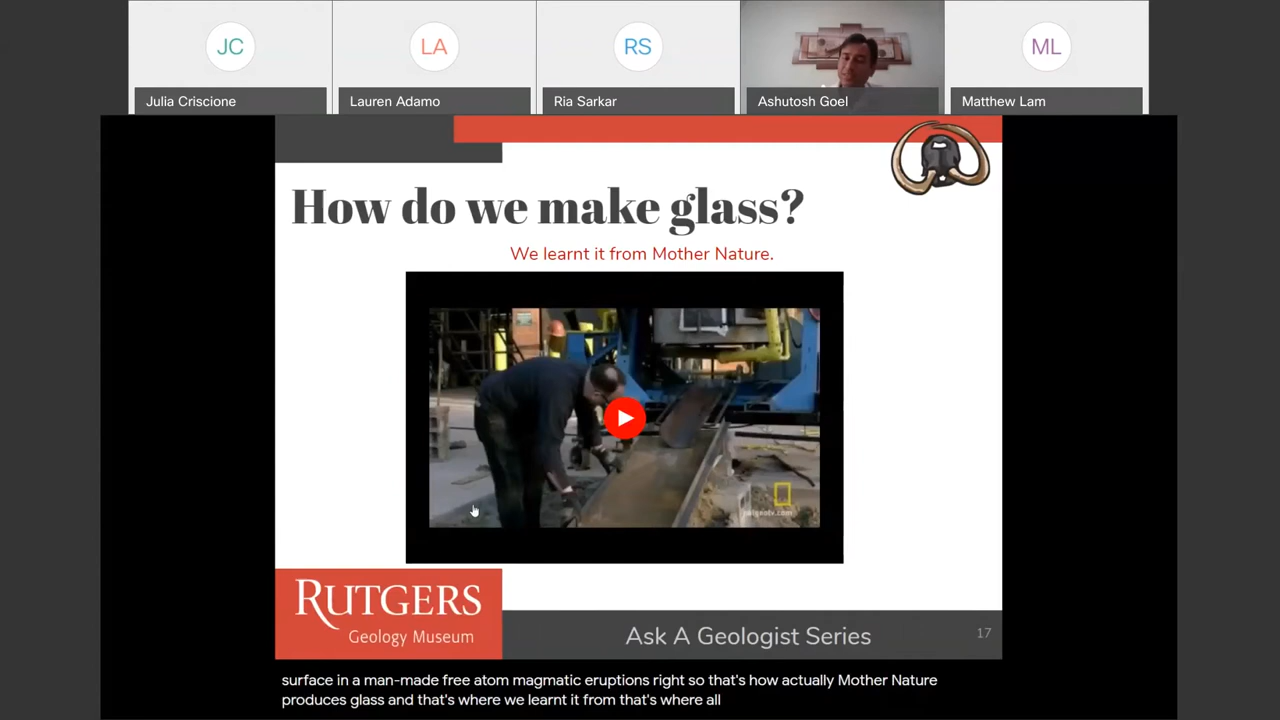 JC
LA
RS
ML
Julia Criscione
Lauren Adamo
Ria Sarkar
Ashutosh Goel
Matthew Lam
How do we make glass?
We learnt it from Mother Nature.
natgeotv.com
RUTGERS
Geology Museum
Ask A Geologist Series
17
surface in a man-made free atom magmatic eruptions right so that's how actually Mother Nature
produces glass and that's where we learnt it from that's where all